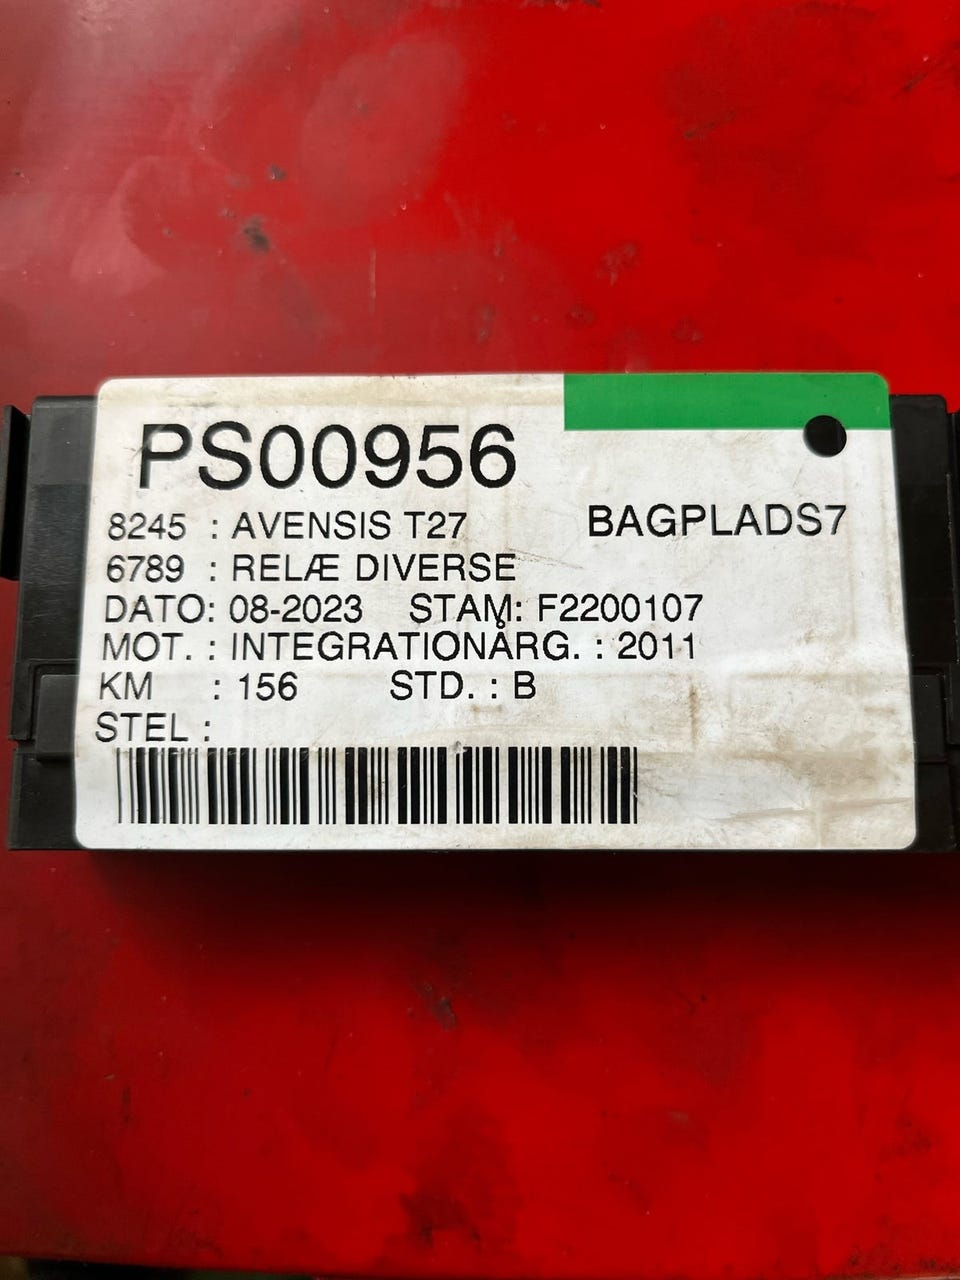 PS00956
8245 : AVENSIS T27 BAGPLADS7
6789 : RELÆ DIVERSE
DATO: 08-2023 STAM: F2200107
MOT. : INTEGRATIONÅRG. : 2011
KM : 156 STD. : B
STEL :